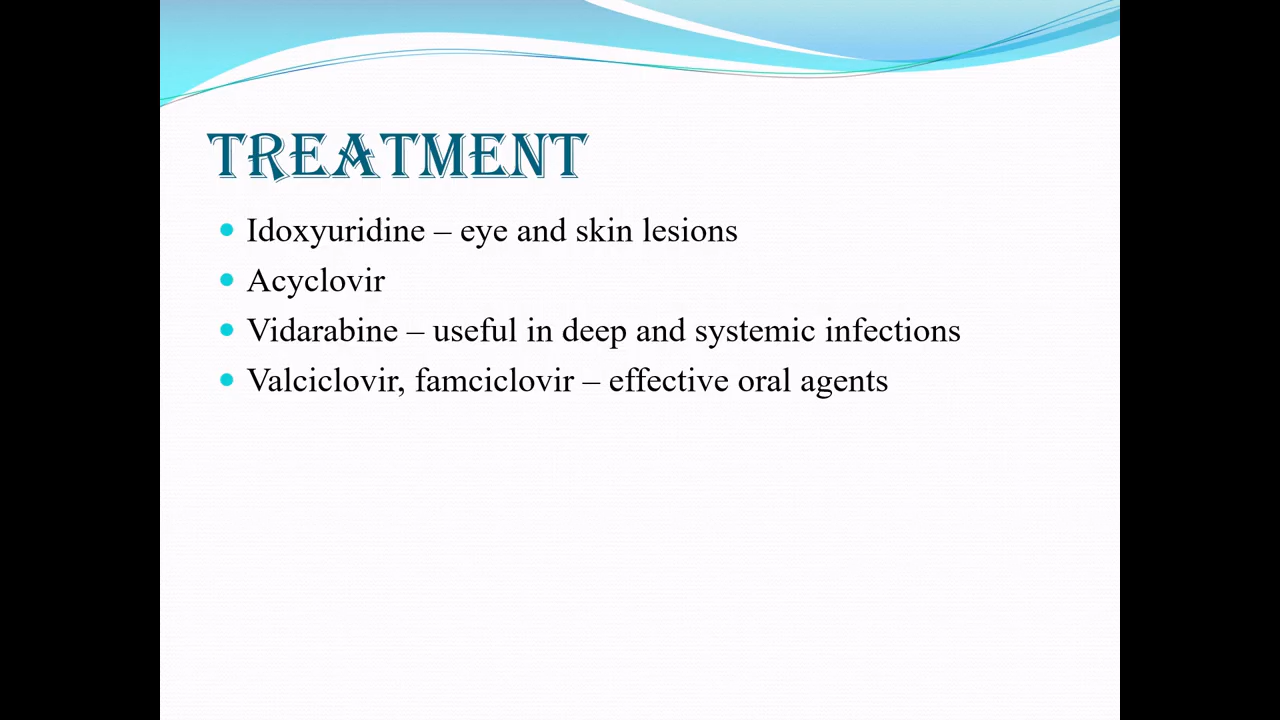 TREATMENT
• Idoxyuridine – eye and skin lesions
• Acyclovir
• Vidarabine – useful in deep and systemic infections
• Valciclovir, famciclovir – effective oral agents